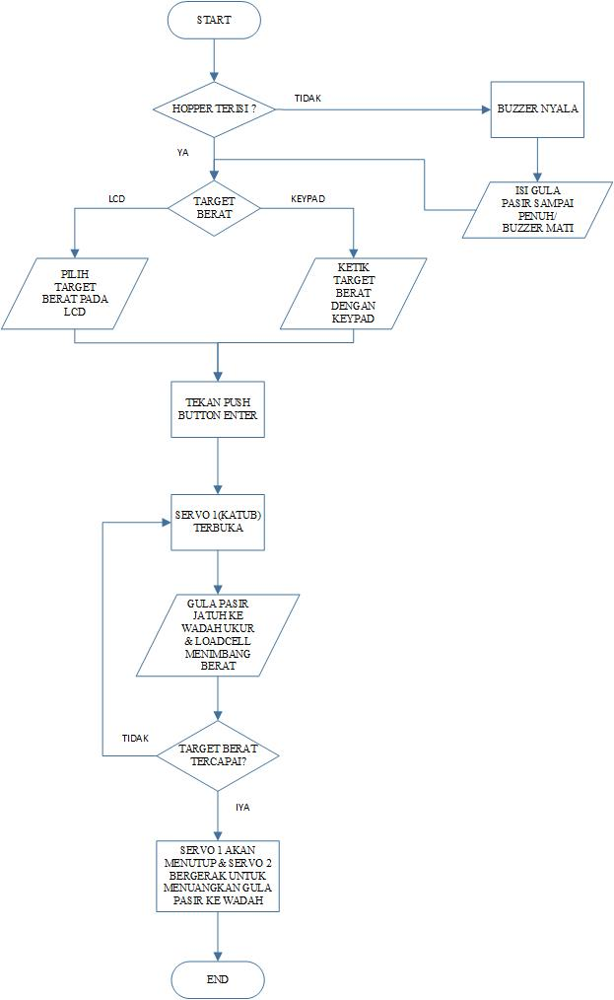 START
HOPPER TERISI ?
TIDAK
BUZZER NYALA
YA
ISI GULA
PASIR SAMPAI
PENUH/
BUZZER MATI
TARGET
BERAT
LCD
KEYPAD
PILIH
TARGET
BERAT PADA
LCD
KETIK
TARGET
BERAT
DENGAN
KEYPAD
TEKAN PUSH
BUTTON ENTER
SERVO 1(KATUB)
TERBUKA
GULA PASIR
JATUH KE
WADAH UKUR
& LOADCELL
MENIMBANG
BERAT
TIDAK
TARGET BERAT
TERCAPAI?
IYA
SERVO 1 AKAN
MENUTUP & SERVO 2
BERGERAK UNTUK
MENUANGKAN GULA
PASIR KE WADAH
END